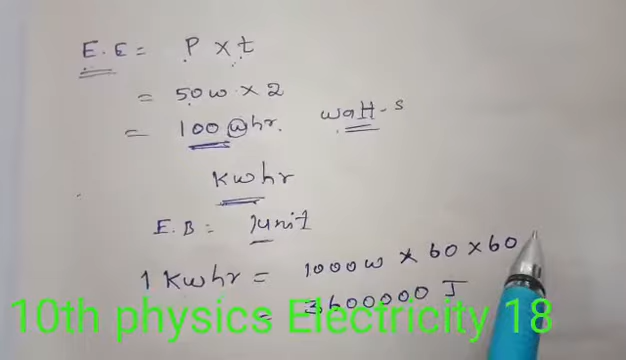 E.E = P x t
= 50w x 2
= 100 whr. watt-s
Kwhr
E.B = 1unit
1 Kwhr = 1000w x 60 x 60
= 3600000 J
10th physics Electricity 18